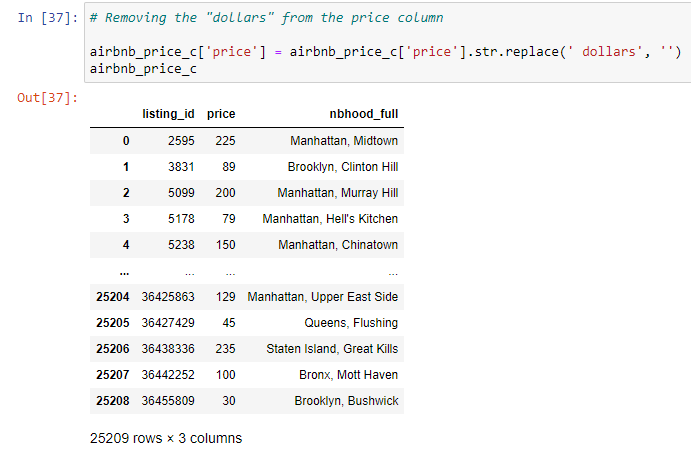 In [37]: # Removing the "dollars" from the price column
airbnb_price_c['price'] = airbnb_price_c['price'].str.replace(' dollars', '')
airbnb_price_c
Out[37]:
listing_id price nbhood_full
0 2595 225 Manhattan, Midtown
1 3831 89 Brooklyn, Clinton Hill
2 5099 200 Manhattan, Murray Hill
3 5178 79 Manhattan, Hell's Kitchen
4 5238 150 Manhattan, Chinatown
... ... ... ...
25204 36425863 129 Manhattan, Upper East Side
25205 36427429 45 Queens, Flushing
25206 36438336 235 Staten Island, Great Kills
25207 36442252 100 Bronx, Mott Haven
25208 36455809 30 Brooklyn, Bushwick
25209 rows × 3 columns